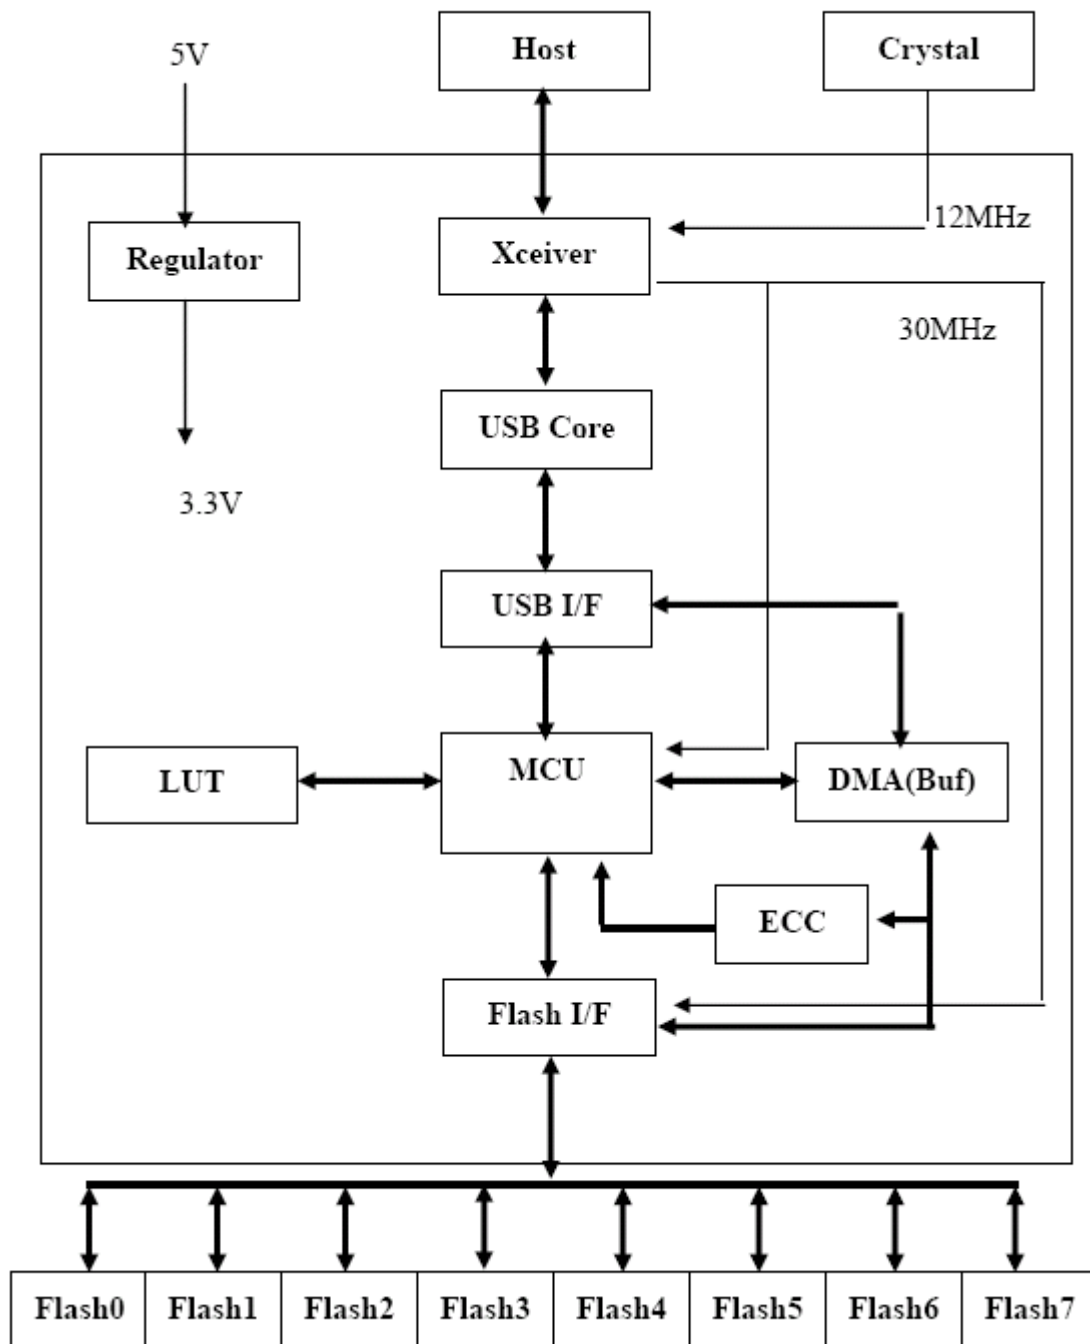 5V
Host
Crystal
12MHz
Regulator
Xceiver
30MHz
USB Core
3.3V
USB I/F
LUT
MCU
DMA(Buf)
ECC
Flash I/F
Flash0
Flash1
Flash2
Flash3
Flash4
Flash5
Flash6
Flash7